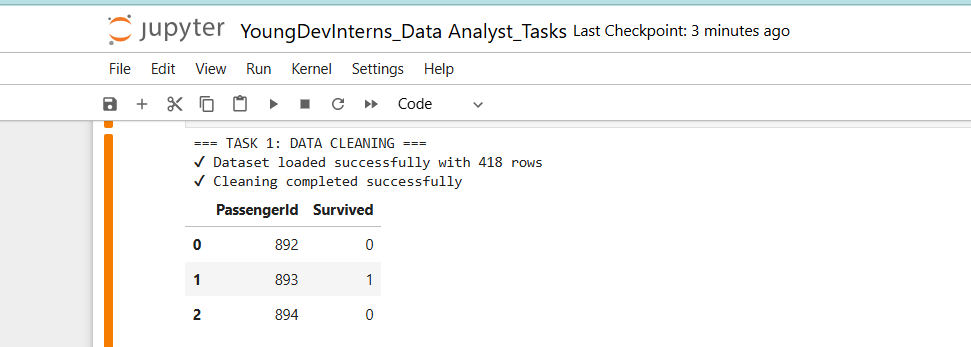 jupyter YoungDevInterns_Data Analyst_Tasks Last Checkpoint: 3 minutes ago
File Edit View Run Kernel Settings Help
Code
=== TASK 1: DATA CLEANING ===
✓ Dataset loaded successfully with 418 rows
✓ Cleaning completed successfully
PassengerId Survived
0 892 0
1 893 1
2 894 0